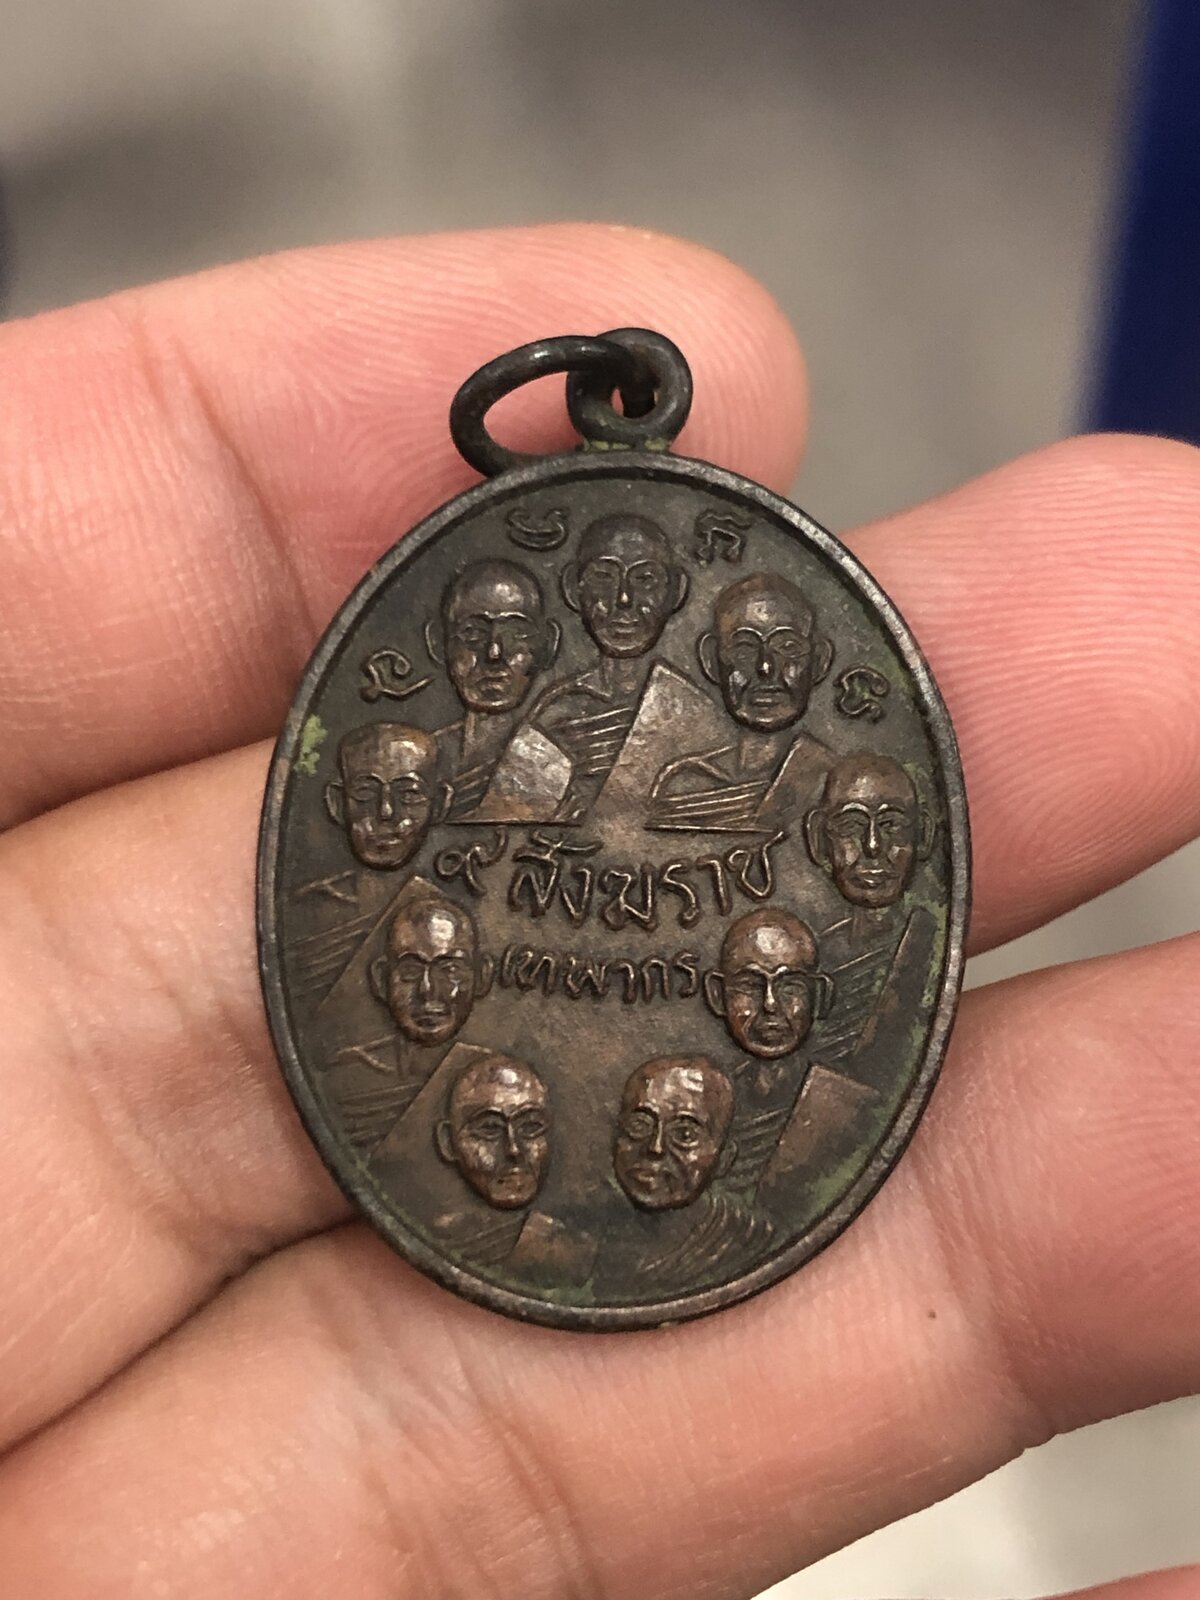 ๙ สังฆราช
เทพากร